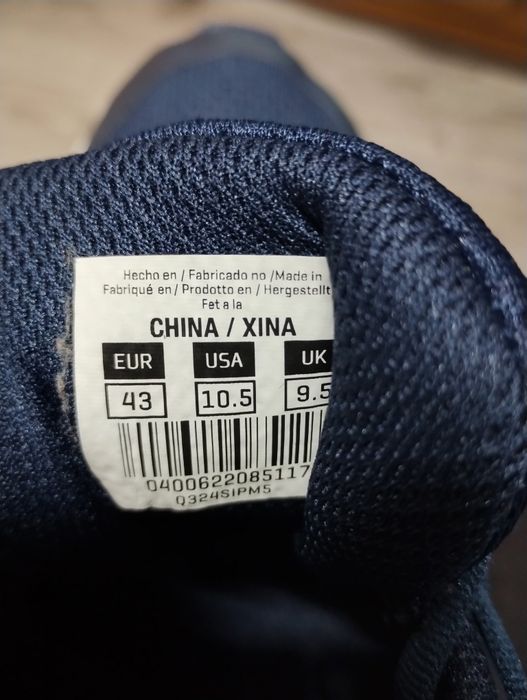 Hecho en / Fabricado no / Made in
Fabriqué en / Prodotto en / Hergestellt
Fet a la
CHINA / XINA
EUR USA UK
43 10.5 9.5
0400622085117
Q324SIPM5